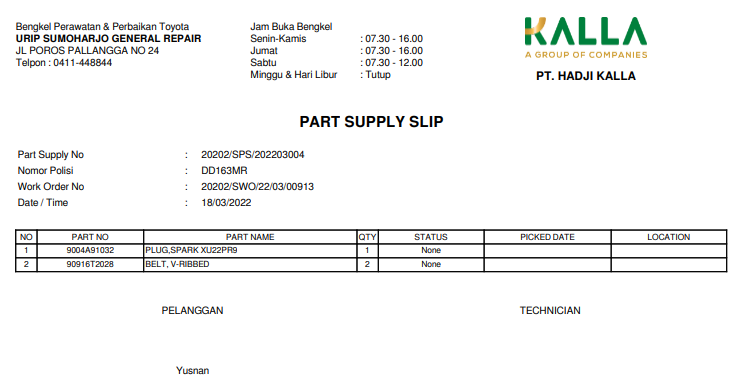 Bengkel Perawatan & Perbaikan Toyota
URIP SUMOHARJO GENERAL REPAIR
JL POROS PALLANGGA NO 24
Telpon : 0411-448844
Jam Buka Bengkel
Senin-Kamis : 07.30 - 16.00
Jumat : 07.30 - 16.00
Sabtu : 07.30 - 12.00
Minggu & Hari Libur : Tutup
KALLA
A GROUP OF COMPANIES
PT. HADJI KALLA
PART SUPPLY SLIP
Part Supply No : 20202/SPS/202203004
Nomor Polisi : DD163MR
Work Order No : 20202/SWO/22/03/00913
Date / Time : 18/03/2022
NO PART NO PART NAME QTY STATUS PICKED DATE LOCATION
1 9004A91032 PLUG,SPARK XU22PR9 1 None
2 90916T2028 BELT, V-RIBBED 2 None
PELANGGAN TECHNICIAN
Yusnan